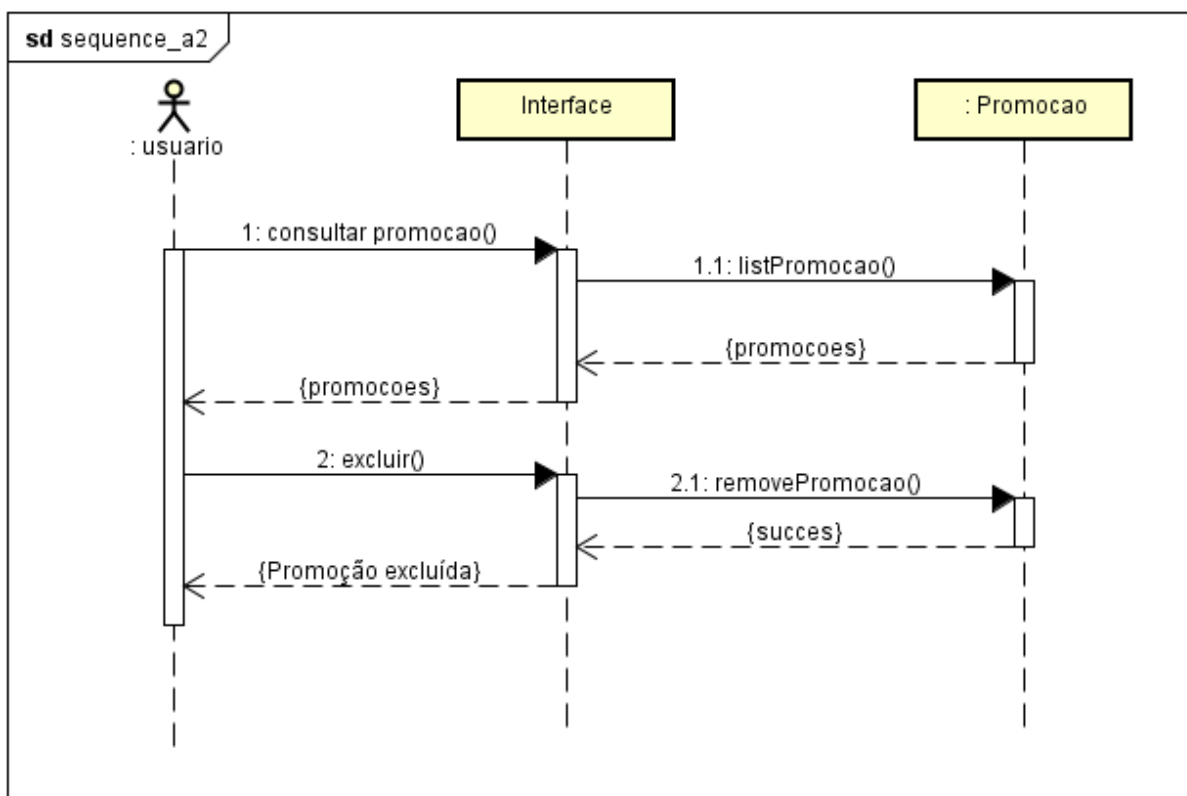 sd sequence_a2
: usuario
Interface
: Promocao
1: consultar promocao()
1.1: listPromocao()
{promocoes}
{promocões}
2: excluir()
2.1: removePromocao()
{succes}
{Promoção excluída}